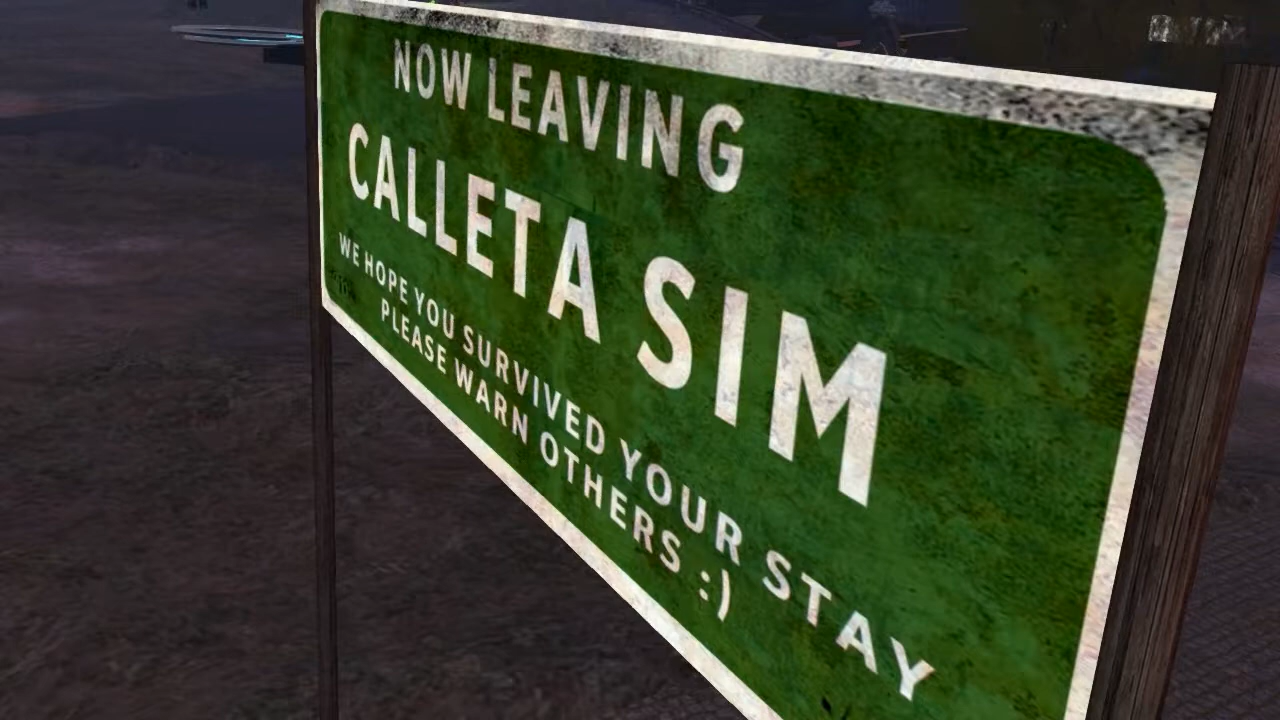 NOW LEAVING
CALLETA SIM
WE HOPE YOU SURVIVED YOUR STAY
PLEASE WARN OTHERS :)